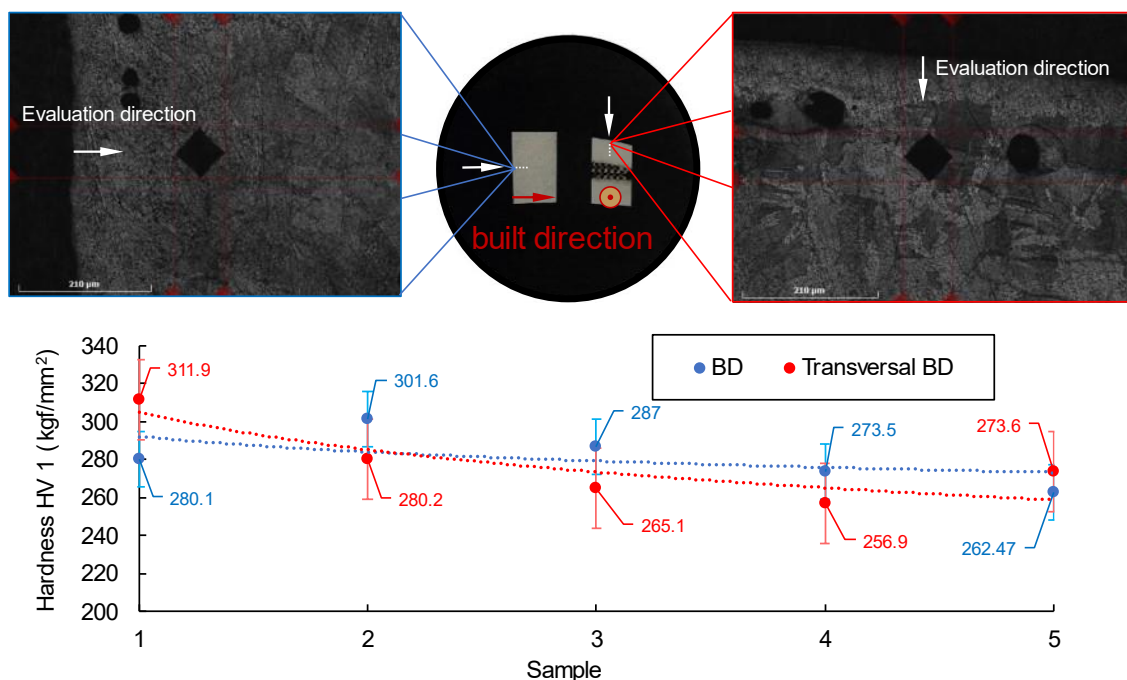 Evaluation direction
210 µm
built direction
Evaluation direction
210 µm
Hardness HV 1 (kgf/mm²)
340
320
300
280
260
240
220
200
BD
Transversal BD
311.9
280.1
301.6
280.2
287
265.1
273.5
256.9
273.6
262.47
1
2
3
4
5
Sample